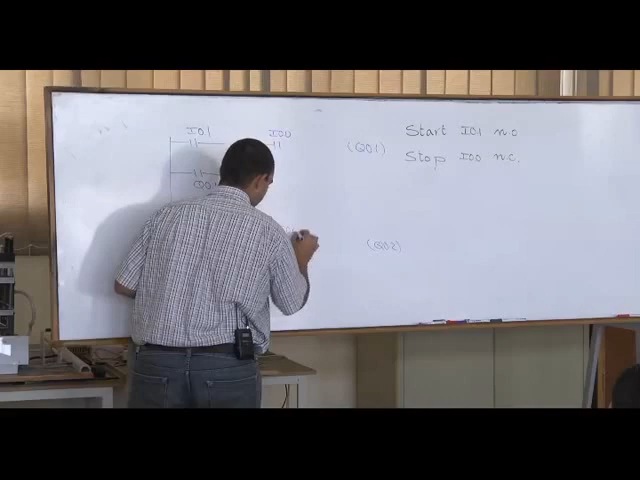 I01 I00
(Q01)
Q01
(Q02)
Start I01 n.o
Stop I00 n.c.